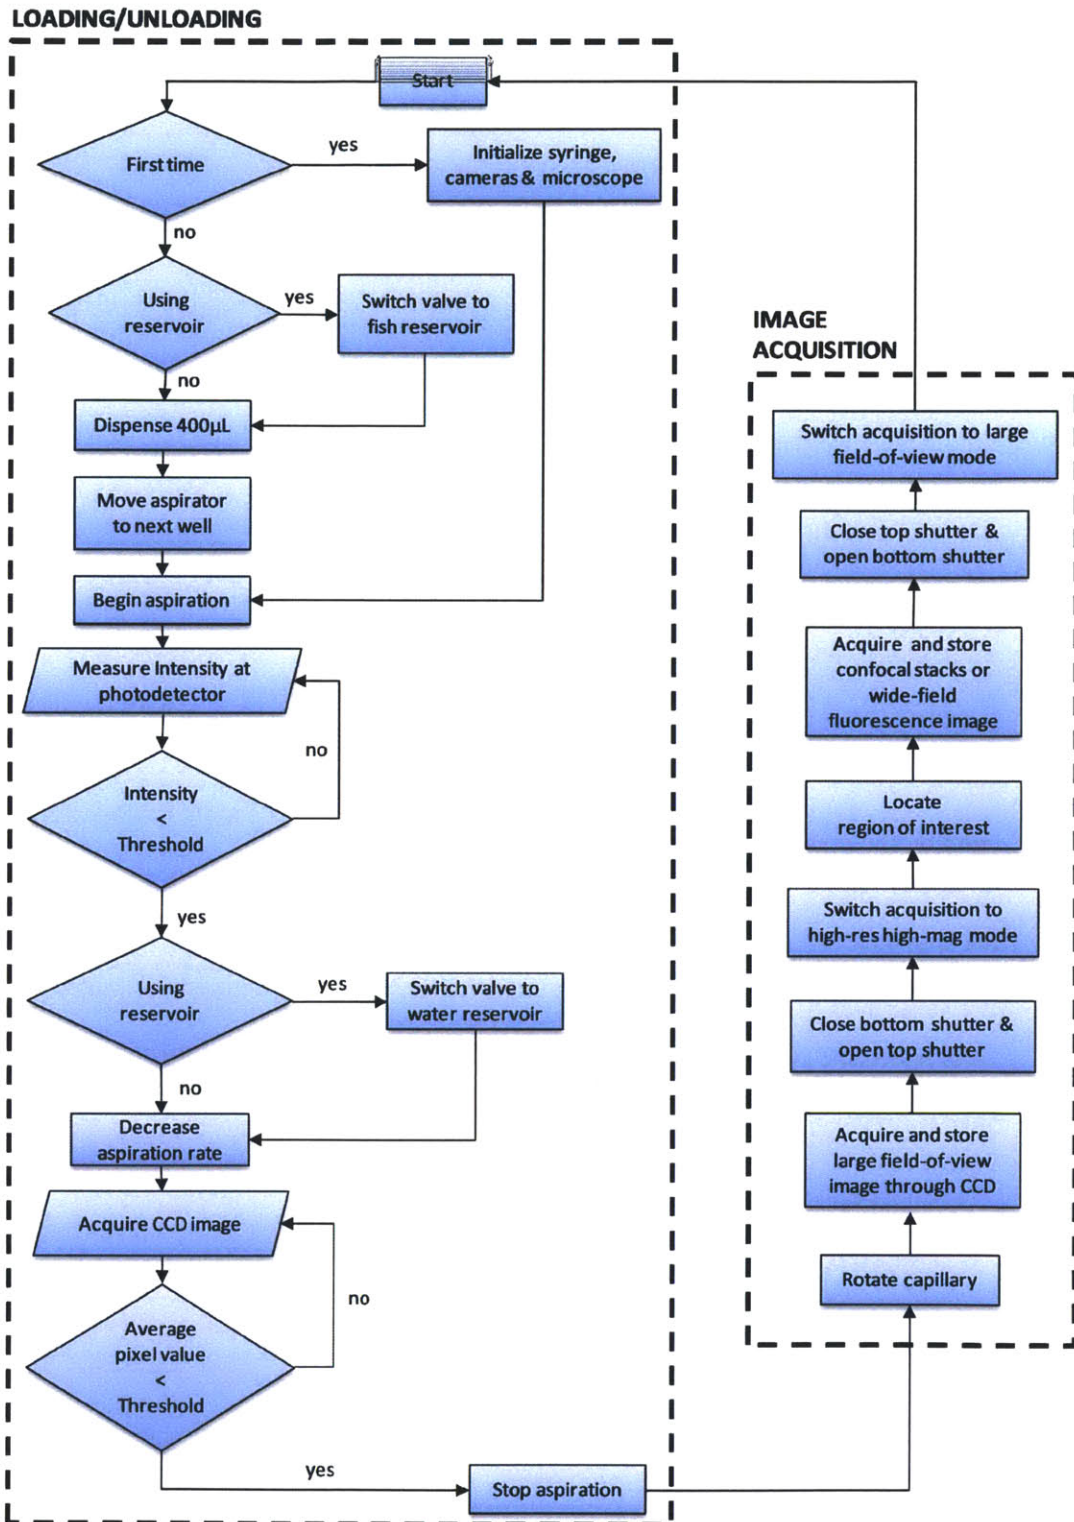 LOADING/UNLOADING
Start
First time
yes
Initialize syringe,
cameras & microscope
no
Using
reservoir
yes
Switch valve to
fish reservoir
no
Dispense 400µL
Move aspirator
to next well
Begin aspiration
Measure Intensity at
photodetector
no
Intensity
<
Threshold
yes
Using
reservoir
yes
Switch valve to
water reservoir
no
Decrease
aspiration rate
Acquire CCD image
no
Average
pixel value
<
Threshold
yes
Stop aspiration
IMAGE
ACQUISITION
Switch acquisition to large
field-of-view mode
Close top shutter &
open bottom shutter
Acquire and store
confocal stacks or
wide-field
fluorescence image
Locate
region of interest
Switch acquisition to
high-res high-mag mode
Close bottom shutter &
open top shutter
Acquire and store
large field-of-view
image through CCD
Rotate capillary